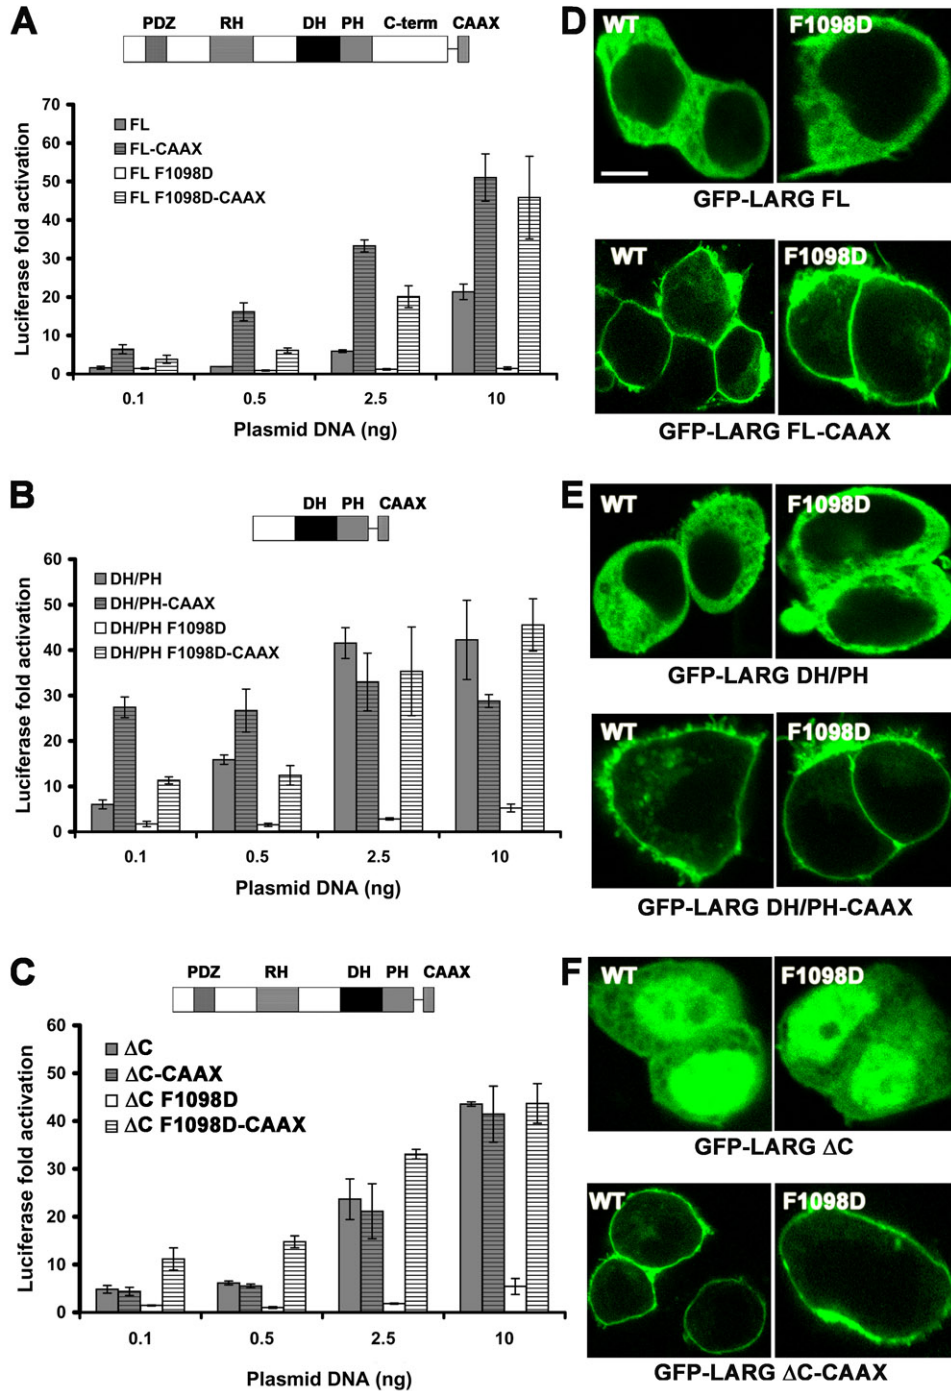 A
PDZ RH DH PH C-term CAAX
70
60
50
40
30
20
10
0
Luciferase fold activation
FL
FL-CAAX
FL F1098D
FL F1098D-CAAX
0.1 0.5 2.5 10
Plasmid DNA (ng)
D
WT F1098D
GFP-LARG FL
WT F1098D
GFP-LARG FL-CAAX
B
DH PH CAAX
60
50
40
30
20
10
0
Luciferase fold activation
DH/PH
DH/PH-CAAX
DH/PH F1098D
DH/PH F1098D-CAAX
0.1 0.5 2.5 10
Plasmid DNA (ng)
E
WT F1098D
GFP-LARG DH/PH
WT F1098D
GFP-LARG DH/PH-CAAX
C
PDZ RH DH PH CAAX
60
50
40
30
20
10
0
Luciferase fold activation
ΔC
ΔC-CAAX
ΔC F1098D
ΔC F1098D-CAAX
0.1 0.5 2.5 10
Plasmid DNA (ng)
F
WT F1098D
GFP-LARG ΔC
WT F1098D
GFP-LARG ΔC-CAAX